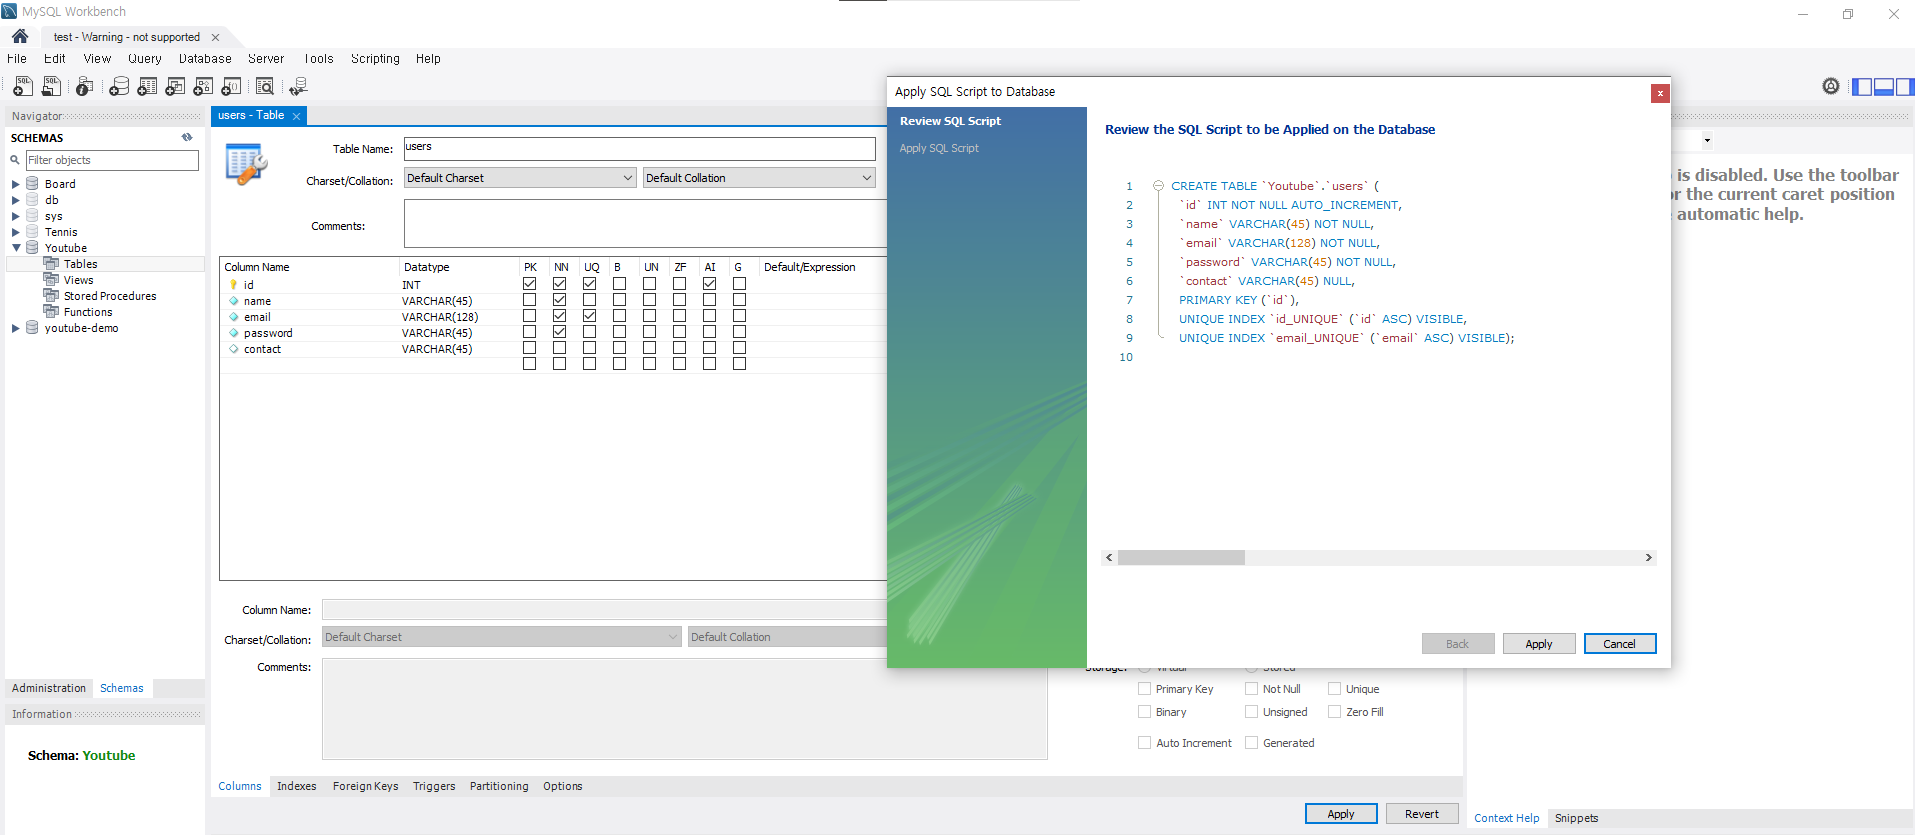 MySQL Workbench
test - Warning - not supported
File Edit View Query Database Server Tools Scripting Help
Navigator
SCHEMAS
Filter objects
Board
db
sys
Tennis
Youtube
Tables
Views
Stored Procedures
Functions
youtube-demo
Administration Schemas
Information
Schema: Youtube
users - Table
Table Name: users
Charset/Collation: Default Charset Default Collation
Comments:
Column Name Datatype PK NN UQ B UN ZF AI G Default/Expression
id INT
name VARCHAR(45)
email VARCHAR(128)
password VARCHAR(45)
contact VARCHAR(45)
Column Name:
Charset/Collation: Default Charset Default Collation
Comments:
Storage: Virtual Stored
Primary Key Not Null Unique
Binary Unsigned Zero Fill
Auto Increment Generated
Columns Indexes Foreign Keys Triggers Partitioning Options
Apply Revert
Apply SQL Script to Database
x
Review SQL Script
Apply SQL Script
Review the SQL Script to be Applied on the Database
1 CREATE TABLE `Youtube`.`users` (
2 `id` INT NOT NULL AUTO_INCREMENT,
3 `name` VARCHAR(45) NOT NULL,
4 `email` VARCHAR(128) NOT NULL,
5 `password` VARCHAR(45) NOT NULL,
6 `contact` VARCHAR(45) NULL,
7 PRIMARY KEY (`id`),
8 UNIQUE INDEX `id_UNIQUE` (`id` ASC) VISIBLE,
9 UNIQUE INDEX `email_UNIQUE` (`email` ASC) VISIBLE);
10
Back Apply Cancel
is disabled. Use the toolbar
r the current caret position
automatic help.
Context Help Snippets